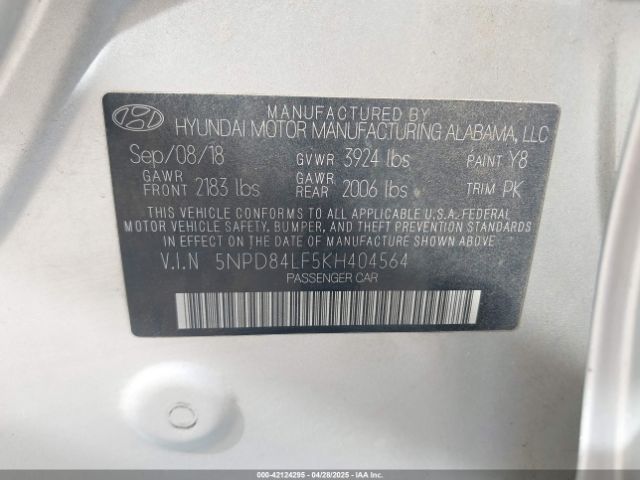 MANUFACTURED BY
HYUNDAI MOTOR MANUFACTURING ALABAMA, LLC
Sep/08/18 GVWR 3924 lbs PAINT Y8
GAWR FRONT 2183 lbs GAWR REAR 2006 lbs TRIM PK
THIS VEHICLE CONFORMS TO ALL APPLICABLE U.S.A. FEDERAL
MOTOR VEHICLE SAFETY, BUMPER, AND THEFT PREVENTION STANDARDS
IN EFFECT ON THE DATE OF MANUFACTURE SHOWN ABOVE.
V.I.N 5NPD84LF5KH404564
PASSENGER CAR
000-42124295 - 04/28/2025 - IAAI.COM